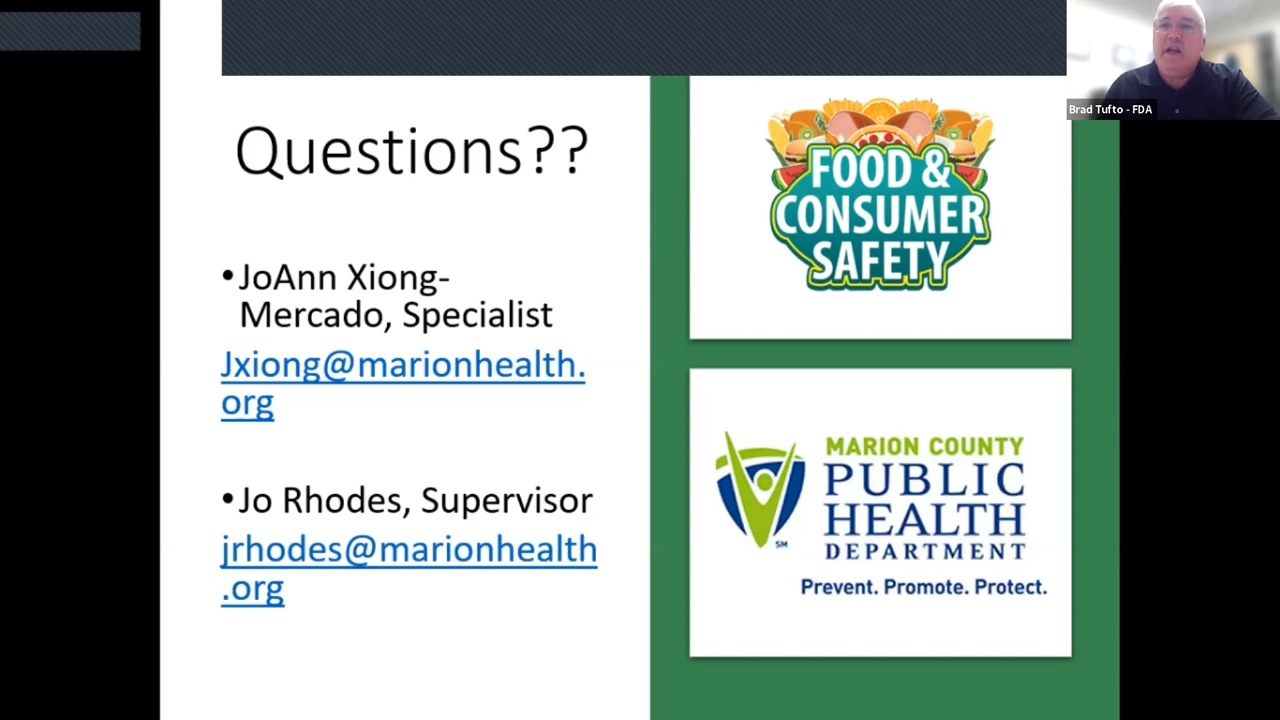 Questions??
•JoAnn Xiong-
Mercado, Specialist
Jxiong@marionhealth.
org
•Jo Rhodes, Supervisor
jrhodes@marionhealth
.org
FOOD &
CONSUMER
SAFETY
MARION COUNTY
PUBLIC
HEALTH
DEPARTMENT
SM
Prevent. Promote. Protect.
Brad Tufto - FDA